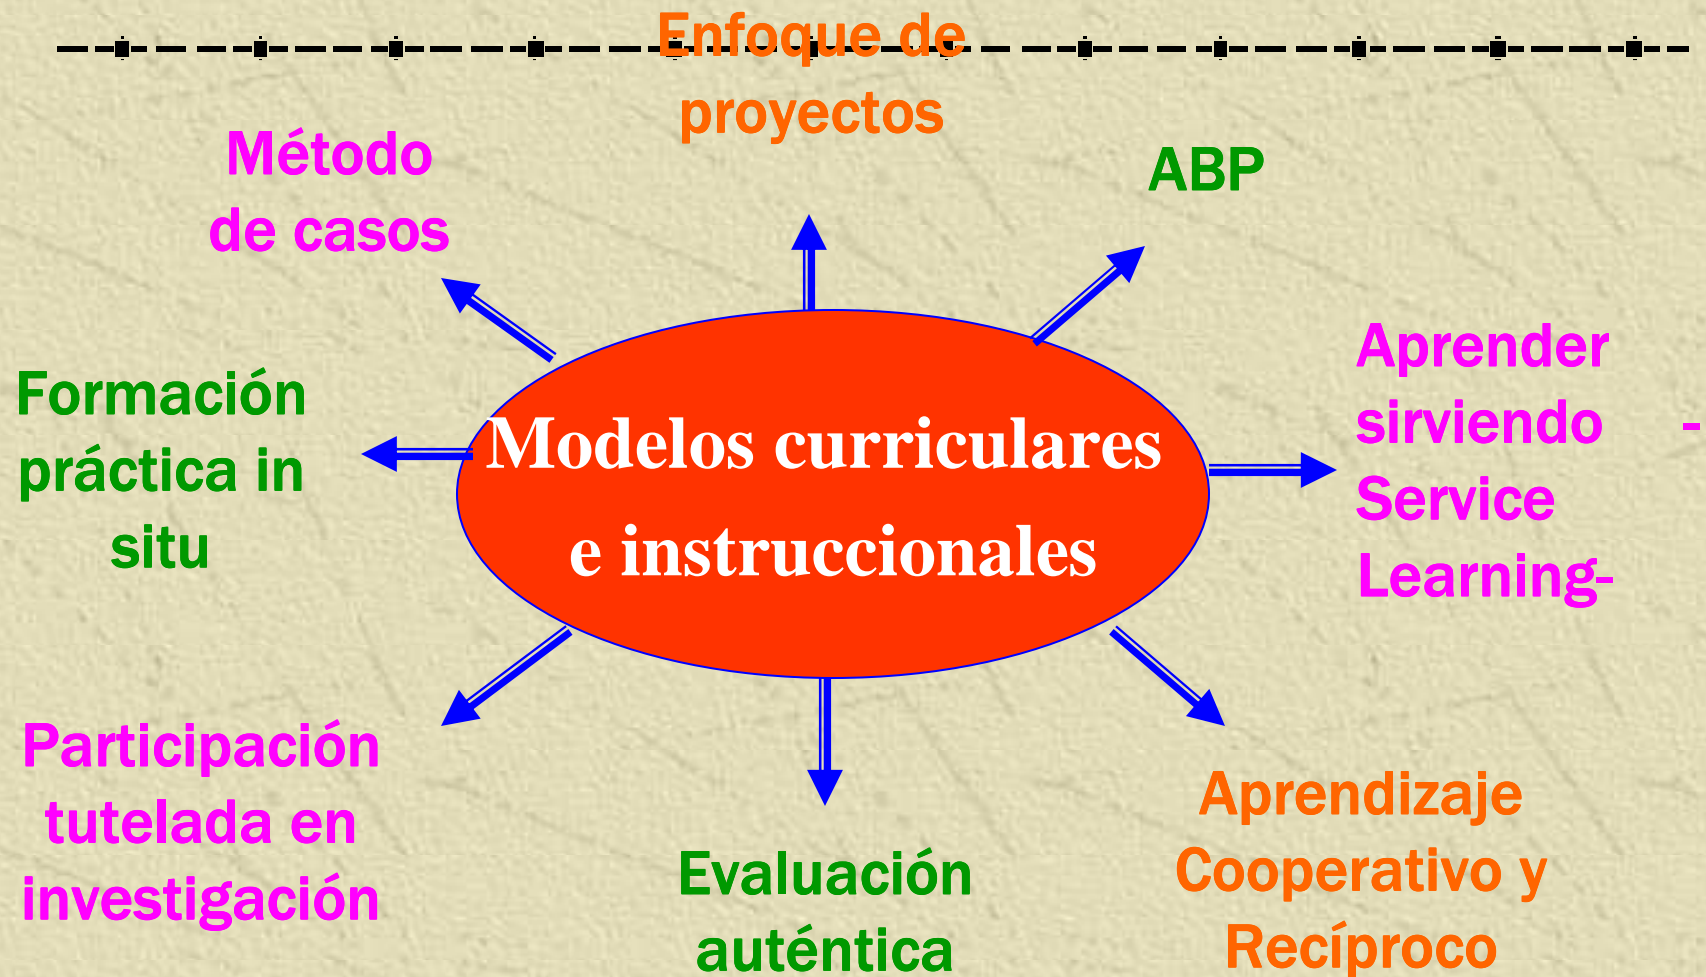 Enfoque de
proyectos
Método
de casos
ABP
Formación
práctica in
situ
Modelos curriculares
e instruccionales
Aprender
sirviendo -
Service
Learning-
Participación
tutelada en
investigación
Evaluación
auténtica
Aprendizaje
Cooperativo y
Recíproco